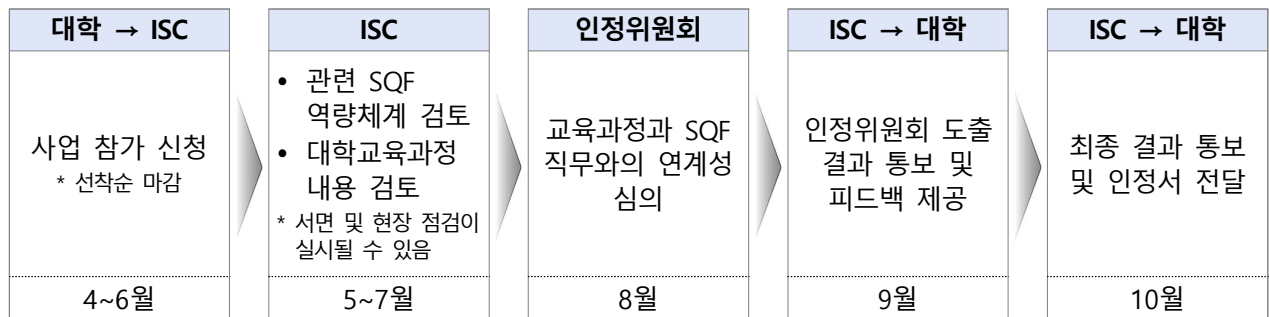 대학 → ISC
사업 참가 신청
* 선착순 마감
4~6월
ISC
• 관련 SQF
역량체계 검토
• 대학교육과정
내용 검토
* 서면 및 현장 점검이
실시될 수 있음
5~7월
인정위원회
교육과정과 SQF
직무와의 연계성
심의
8월
ISC → 대학
인정위원회 도출
결과 통보 및
피드백 제공
9월
ISC → 대학
최종 결과 통보
및 인정서 전달
10월